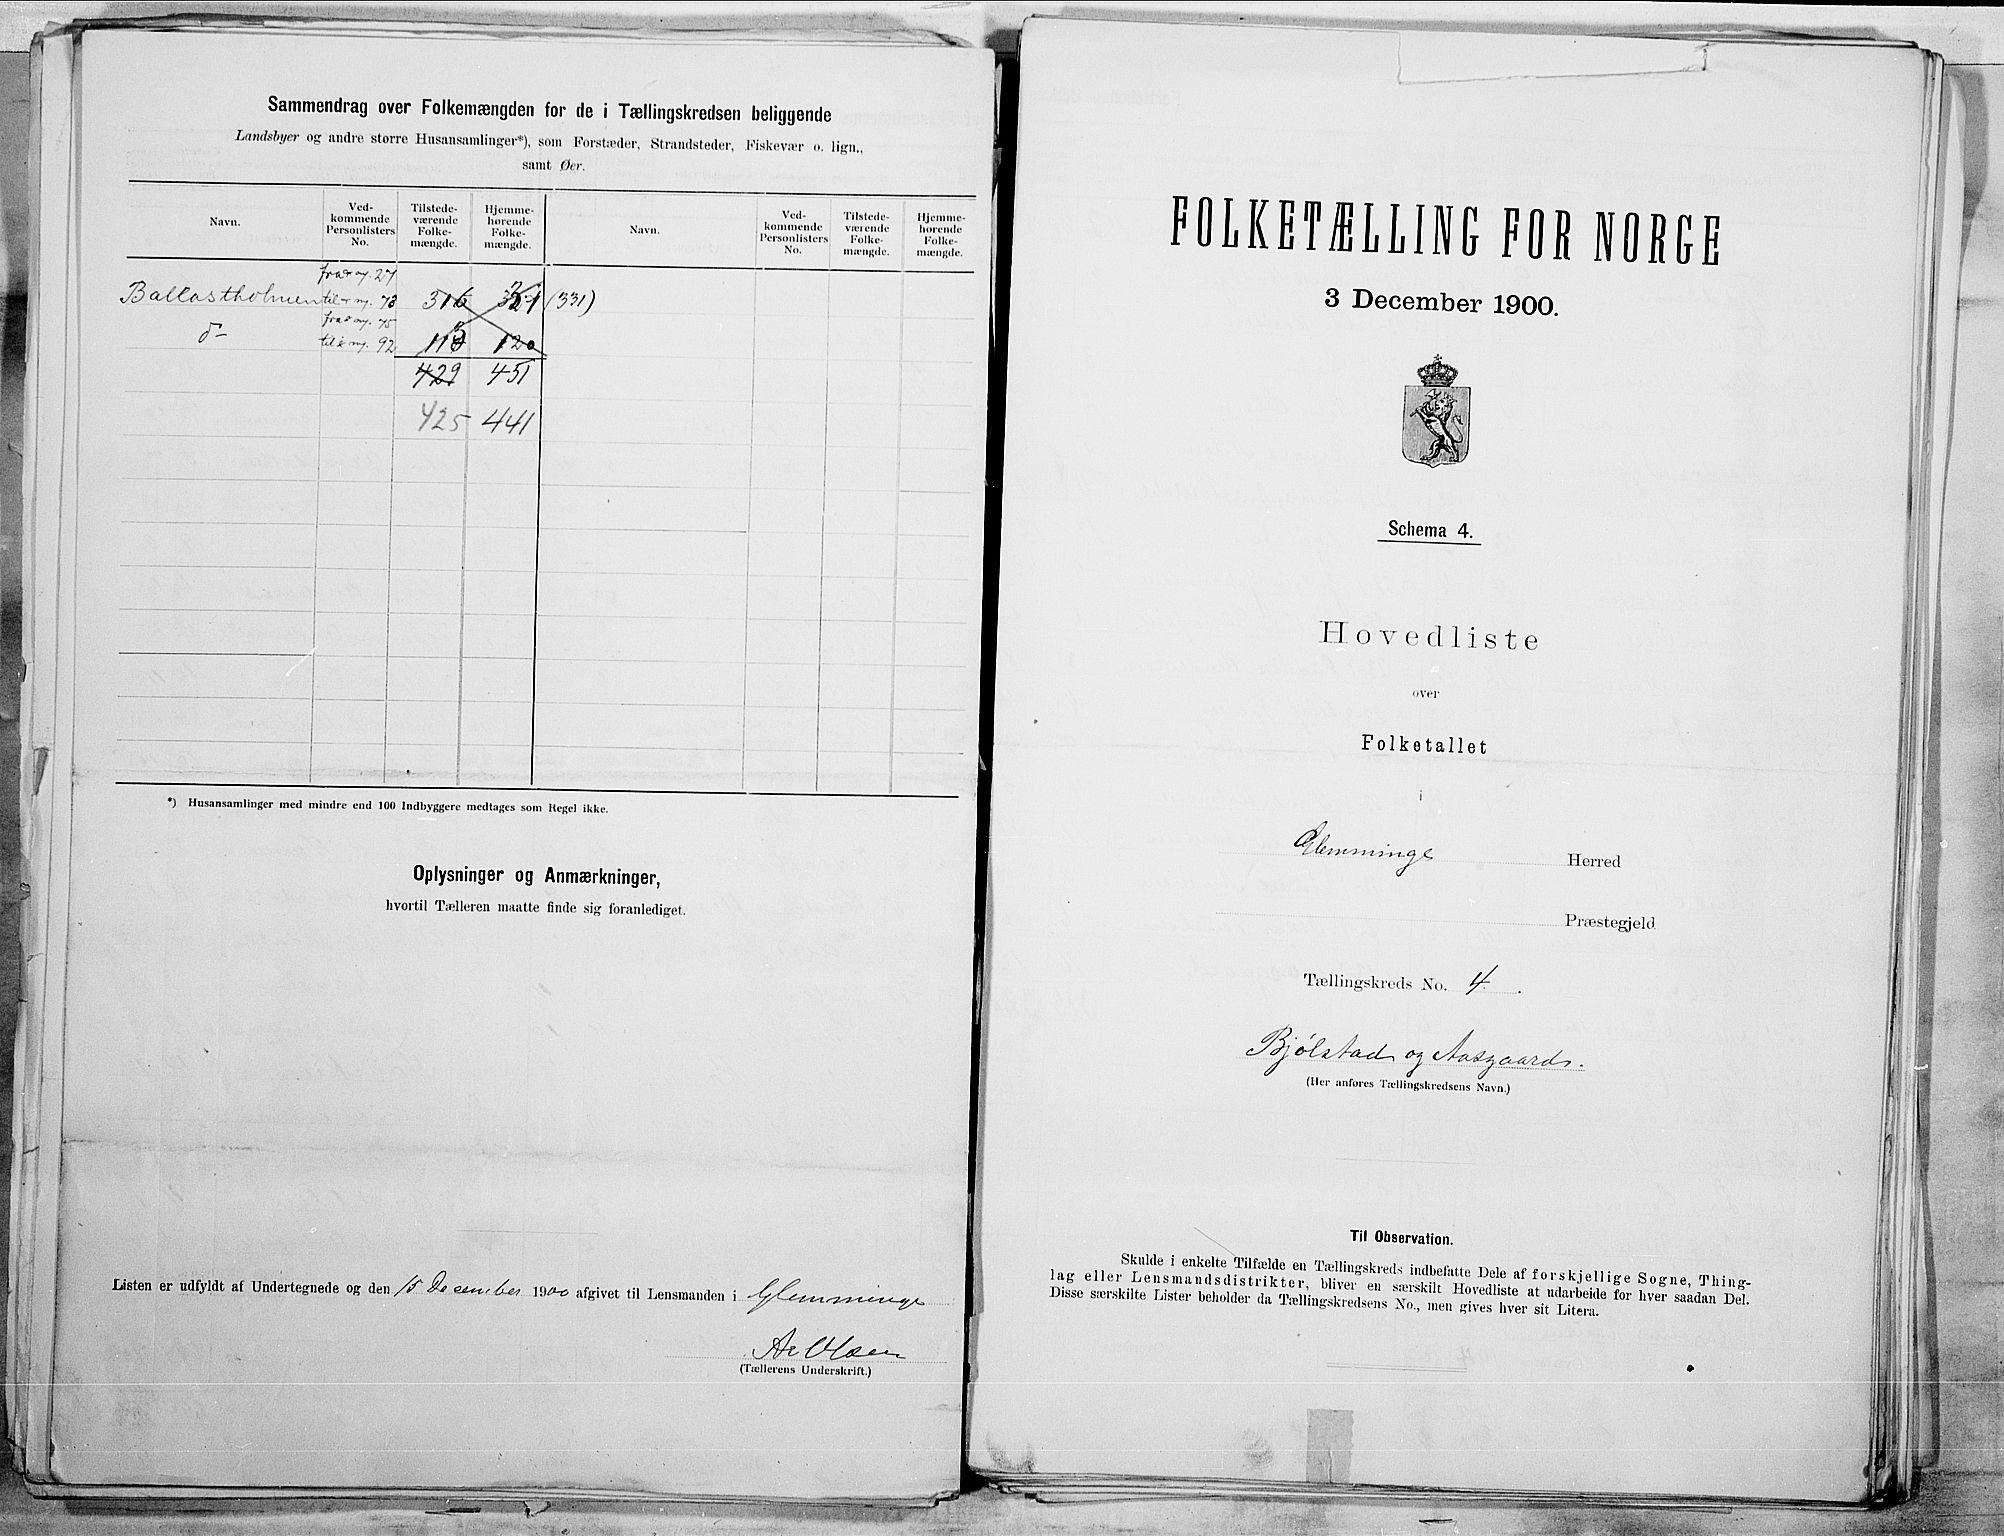 Sammendrag over Folkemængden for de i Tællingskredsen beliggende
Landsbyer og andre større Husansamlinger*), som Forstæder, Strandsteder, Fiskevær o. lign.,
samt Øer.
Navn.
Ved-
kommende
Personlisters
No.
Tilstede-
værende
Folke-
mængde.
Hjemme-
hørende
Folke-
mængde.
Navn.
Ved-
kommende
Personlisters
No.
Tilstede-
værende
Folke-
mængde.
Hjemme-
hørende
Folke-
mængde.
27
Ballastholmen 73 316 (331)
75
92 120
429 451
425 441
*) Husansamlinger med mindre end 100 Indbyggere medtages som Regel ikke.
Oplysninger og Anmærkninger,
hvortil Tælleren maatte finde sig foranlediget.
Listen er udfyldt af Undertegnede og den 15 December 1900 afgivet til Lensmanden i Glemminge
Olsen
(Tællerens Underskrift.)
FOLKETÆLLING FOR NORGE
3 December 1900.
Schema 4.
Hovedliste
over
Folketallet
i
Glemminge Herred
Præstegjeld
Tællingskreds No. 4.
Bjølstad og Aasgaard.
(Her anføres Tællingskredsens Navn.)
Til Observation.
Skulde i enkelte Tilfælde en Tællingskreds indbefatte Dele af forskjellige Sogne, Thing-
lag eller Lensmandsdistrikter, bliver en særskilt Hovedliste at udarbeide for hver saadan Del.
Disse særskilte Lister beholder da Tællingskredsens No., men gives hver sit Litera.